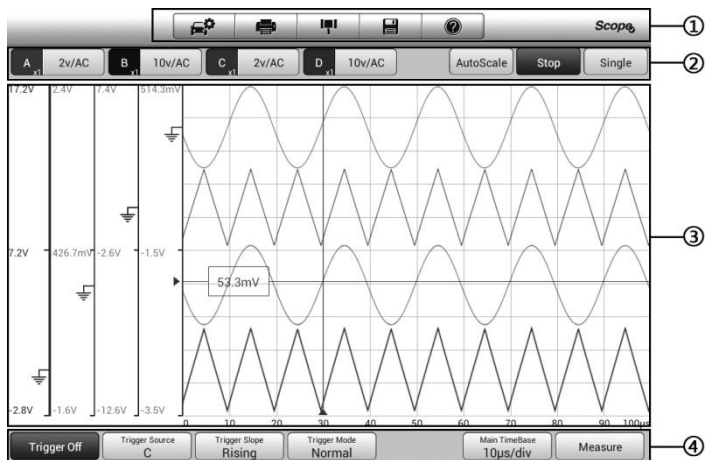 Scope ①
A x1 2v/AC B x1 10v/AC C x1 2v/AC D x1 10v/AC AutoScale Stop Single ②
17.2V 2.4V 7.4V 514.3mV
③
7.2V 426.7mV -2.6V -1.5V
53.3mV
-2.8V -1.6V -12.6V -3.5V
0 10 20 30 40 50 60 70 80 90 100µs
Trigger Off Trigger Source C Trigger Slope Rising Trigger Mode Normal Main TimeBase 10µs/div Measure ④